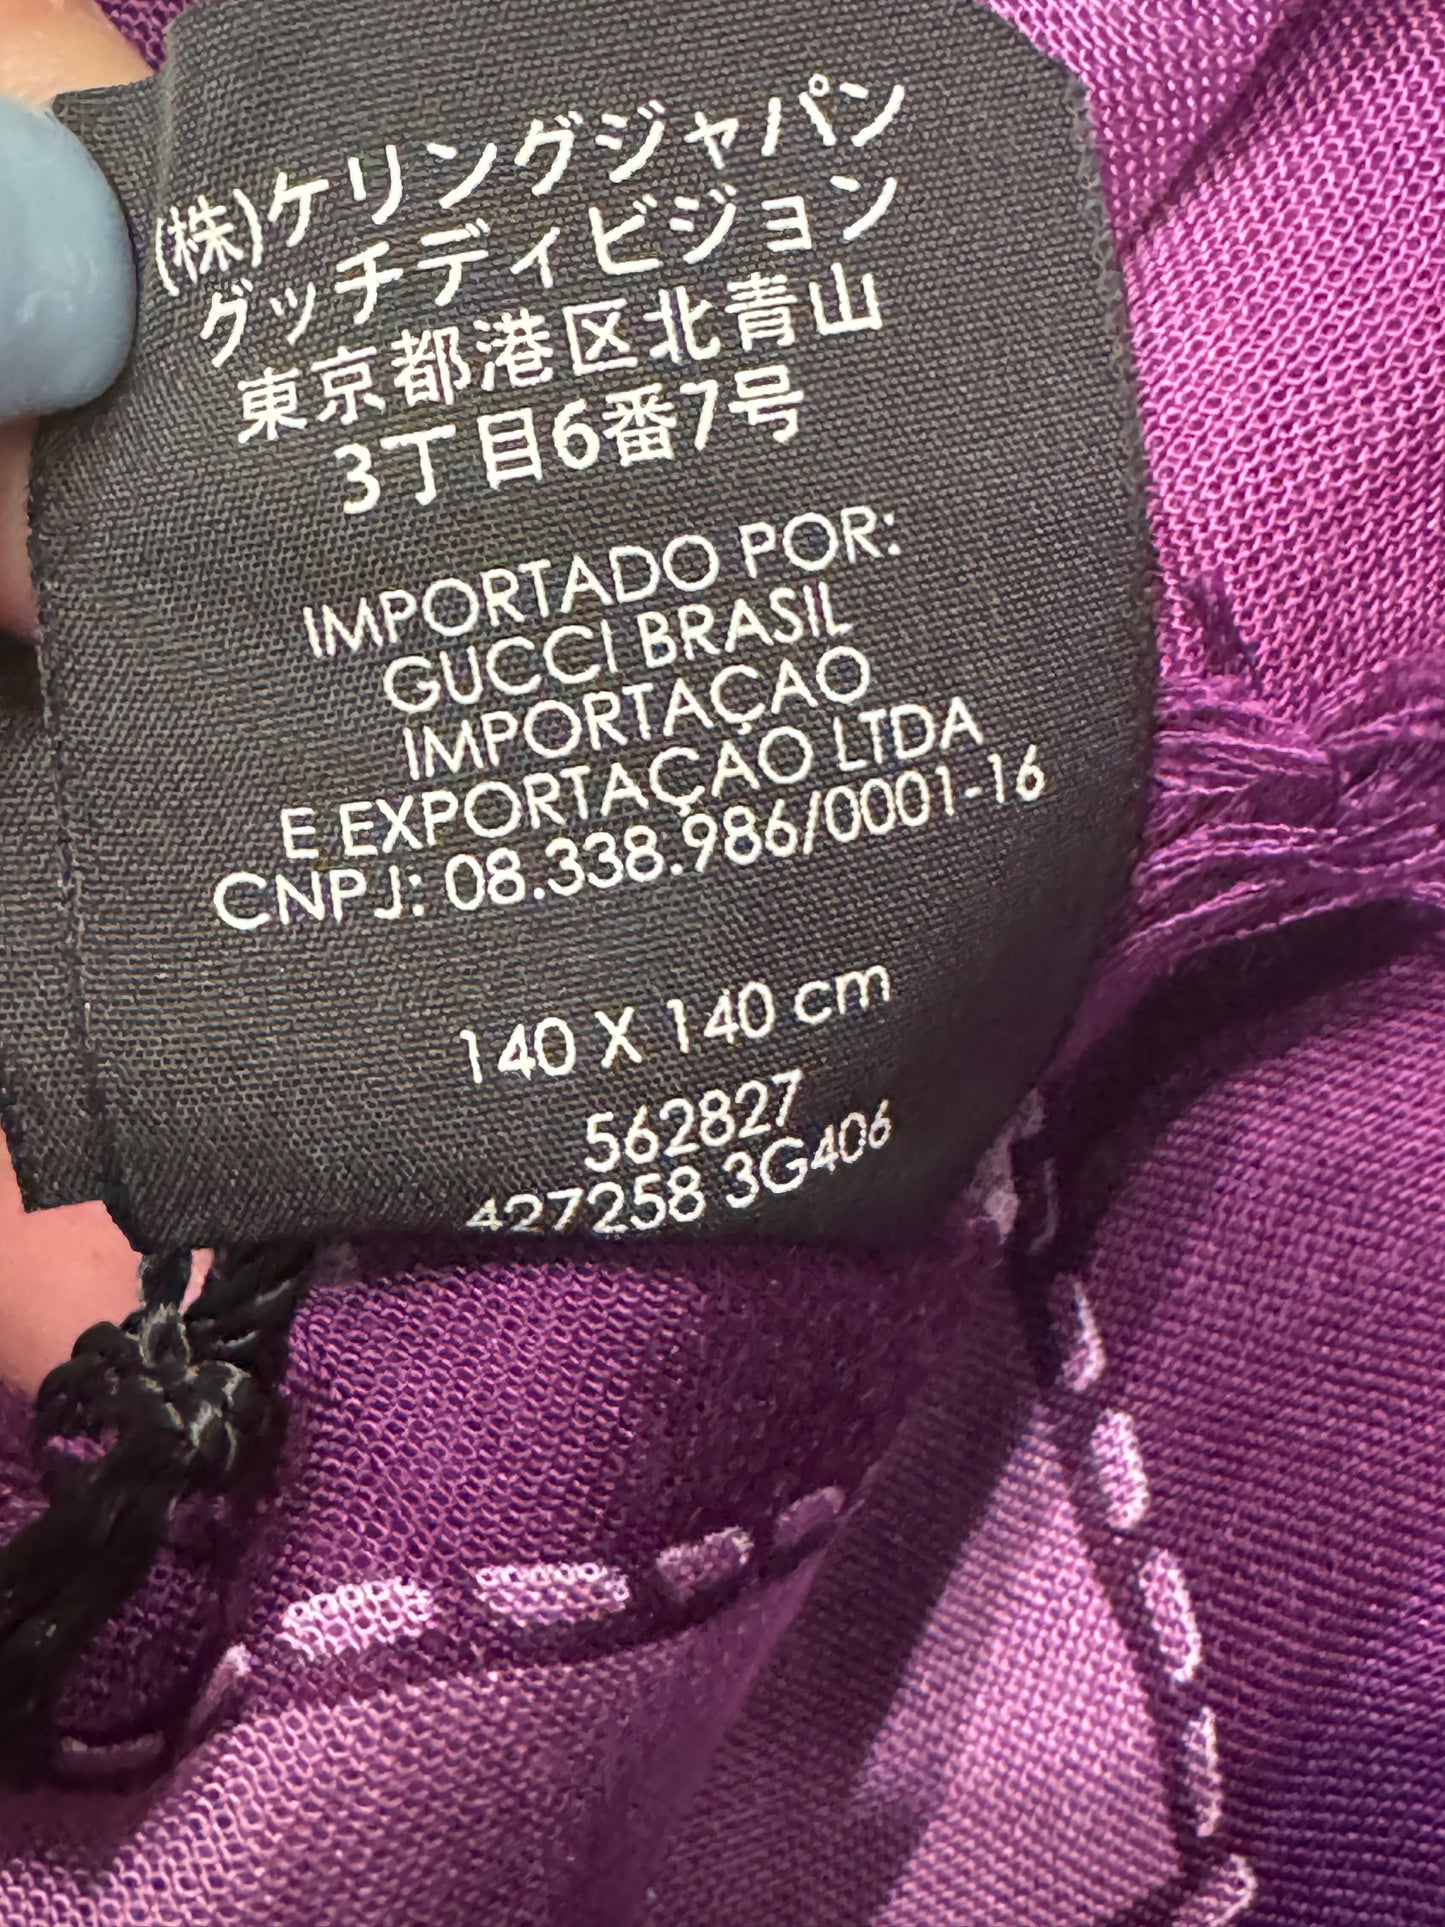 (株)ケリングジャパン
グッチディビジョン
東京都港区北青山
3丁目6番7号
IMPORTADO POR:
GUCCI BRASIL
IMPORTAÇAO
E EXPORTAÇAO LTDA
CNPJ: 08.338.986/0001-16
140 X 140 cm
562827
427258 3G406